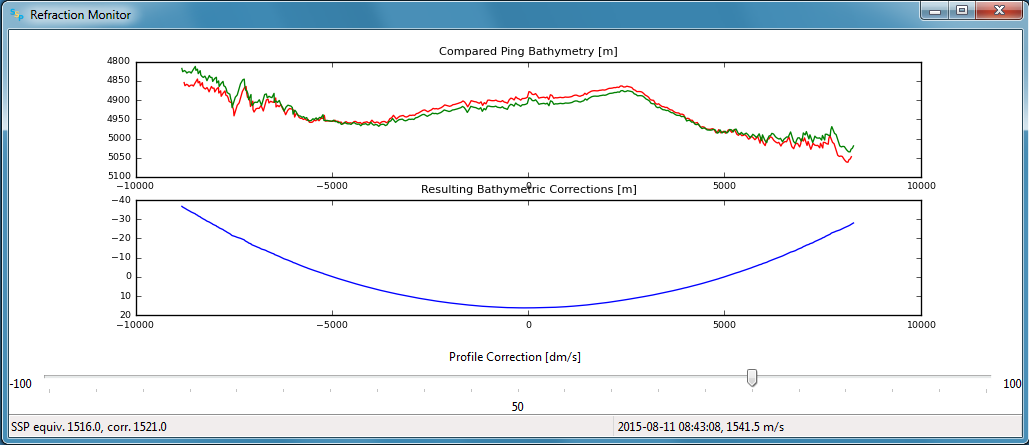 Refraction Monitor
Compared Ping Bathymetry [m]
4800
4850
4900
4950
5000
5050
5100
−10000 −5000 0 5000 10000
Resulting Bathymetric Corrections [m]
−40
−30
−20
−10
0
10
20
−10000 −5000 0 5000 10000
Profile Correction [dm/s]
-100 100
50
SSP equiv. 1516.0, corr. 1521.0 2015-08-11 08:43:08, 1541.5 m/s